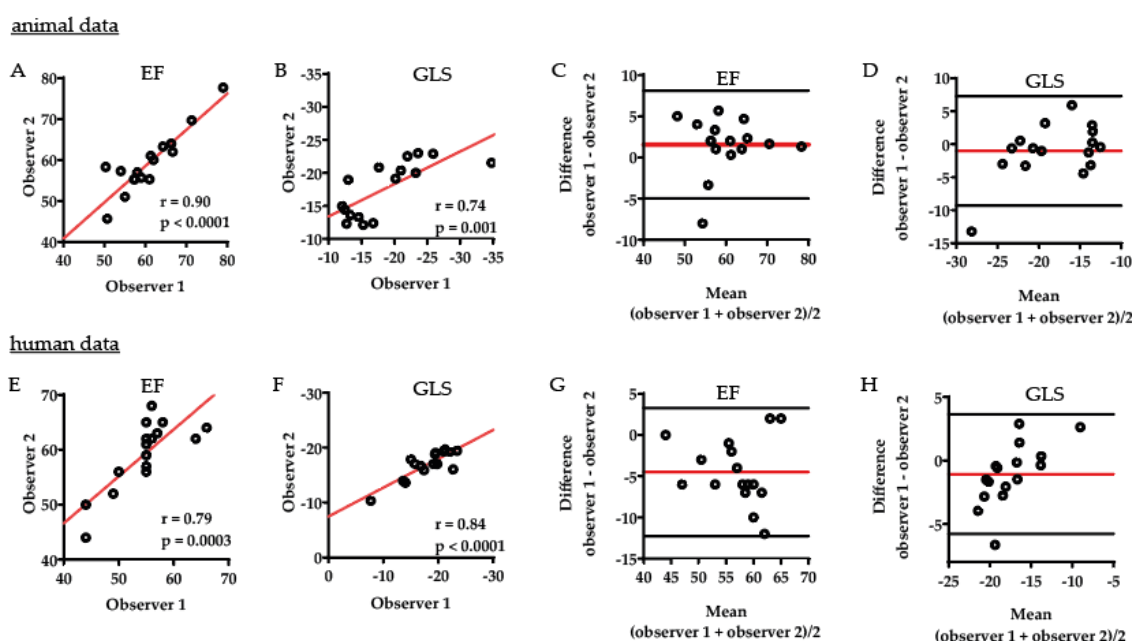 animal data
A
EF
Observer 2
80
70
60
50
40
40 50 60 70 80
Observer 1
r = 0.90
p < 0.0001
B
GLS
Observer 2
-35
-30
-25
-20
-15
-10
-10 -15 -20 -25 -30 -35
Observer 1
r = 0.74
p = 0.001
C
EF
Difference
observer 1 - observer 2
10
5
0
-5
-10
40 50 60 70 80
Mean
(observer 1 + observer 2)/2
D
GLS
Difference
observer 1 - observer 2
10
5
0
-5
-10
-15
-30 -25 -20 -15 -10
Mean
(observer 1 + observer 2)/2
human data
E
EF
Observer 2
70
60
50
40
40 50 60 70
Observer 1
r = 0.79
p = 0.0003
F
GLS
Observer 2
-30
-20
-10
0
0 -10 -20 -30
Observer 1
r = 0.84
p < 0.0001
G
EF
Difference
observer 1 - observer 2
5
0
-5
-10
-15
40 45 50 55 60 65 70
Mean
(observer 1 + observer 2)/2
H
GLS
Difference
observer 1 - observer 2
5
0
-5
-25 -20 -15 -10 -5
Mean
(observer 1 + observer 2)/2